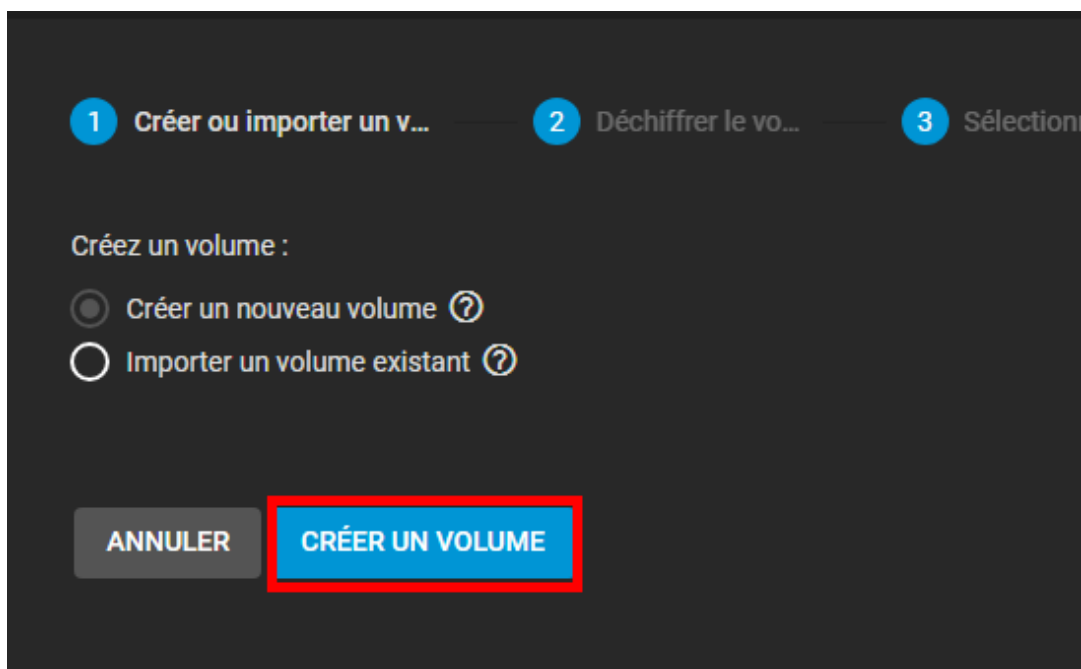 1 Créer ou importer un v... 2 Déchiffrer le vo... 3 Sélection
Créez un volume :
Créer un nouveau volume ?
Importer un volume existant ?
ANNULER CRÉER UN VOLUME